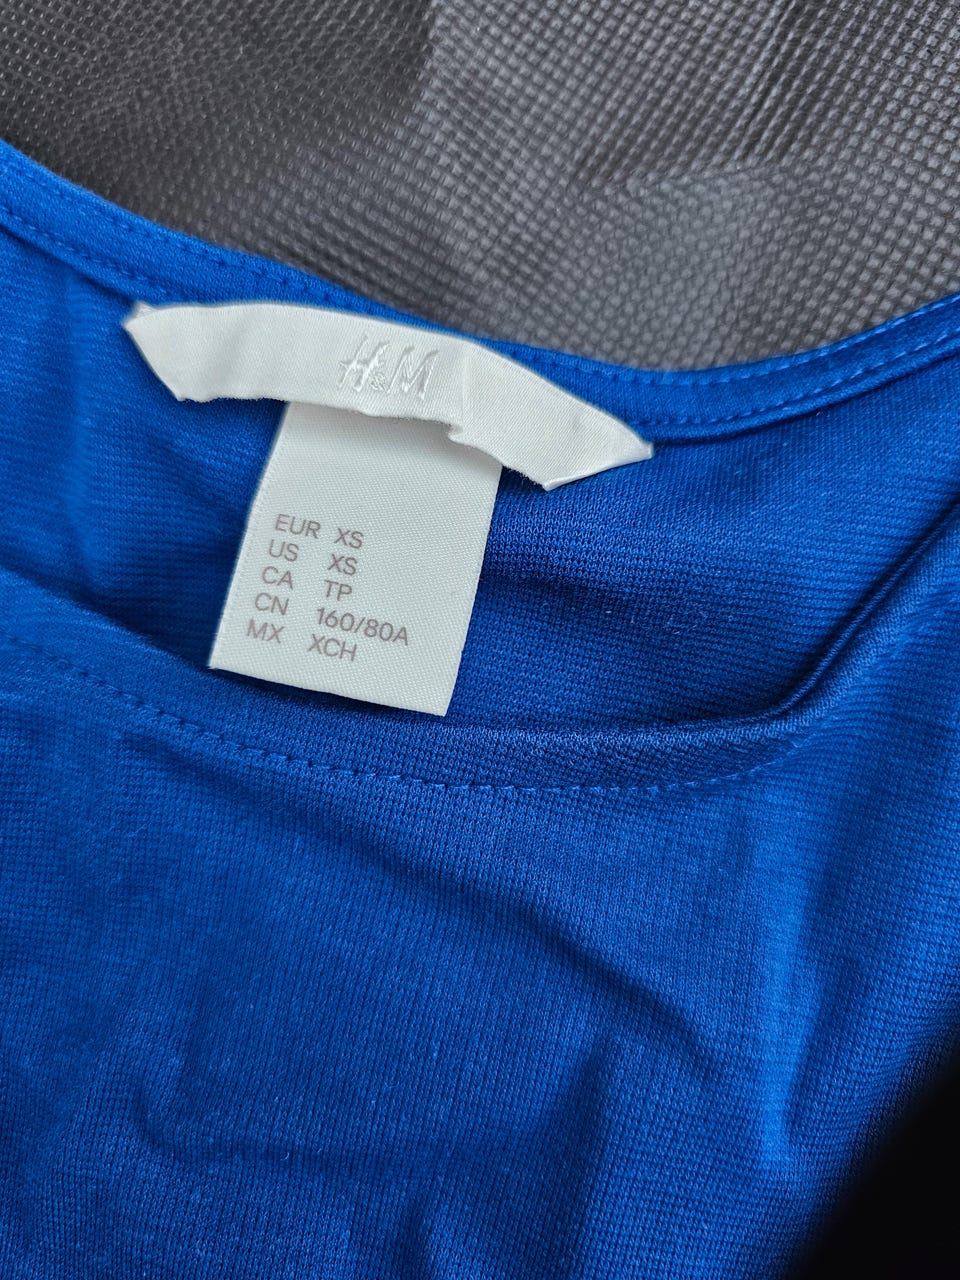 H&M
EUR XS
US XS
CA TP
CN 160/80A
MX XCH